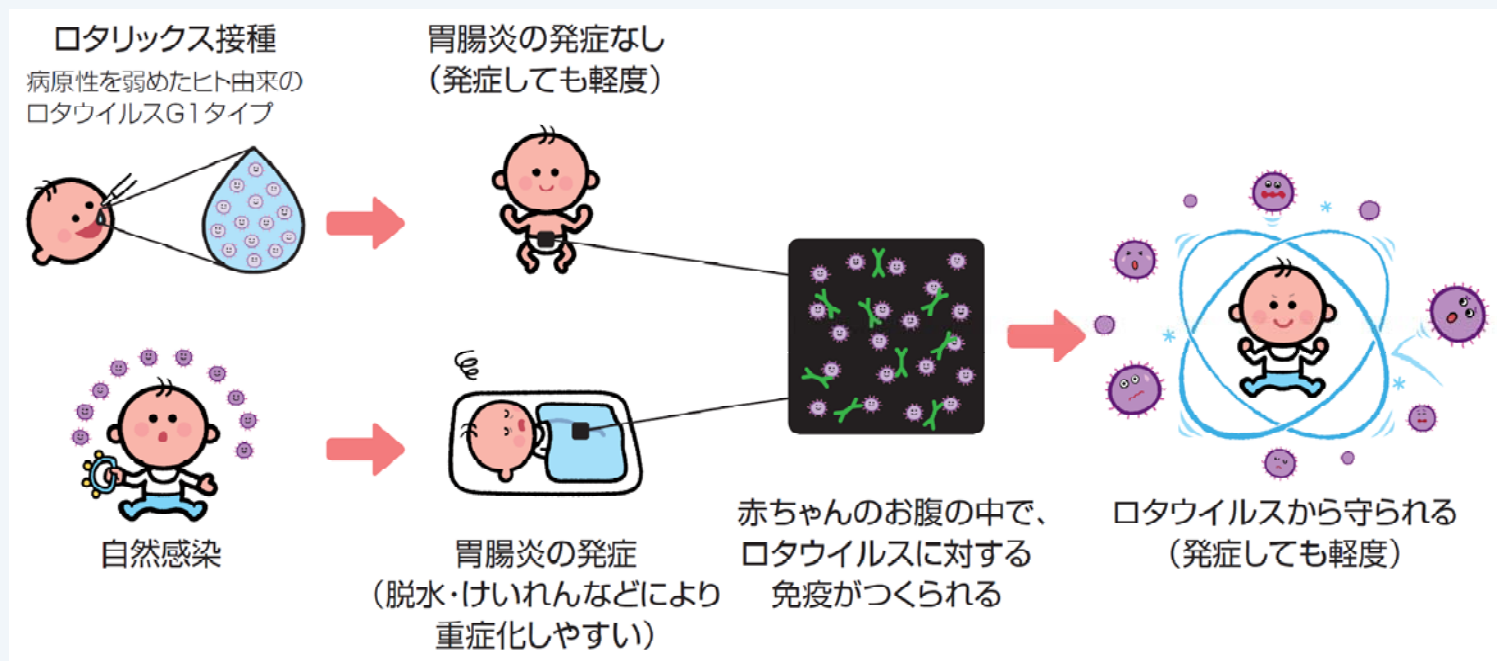 ロタリックス接種
病原性を弱めたヒト由来の
ロタウイルスG1タイプ
胃腸炎の発症なし
（発症しても軽度）
自然感染
胃腸炎の発症
（脱水・けいれんなどにより
重症化しやすい）
赤ちゃんのお腹の中で、
ロタウイルスに対する
免疫がつくられる
ロタウイルスから守られる
（発症しても軽度）